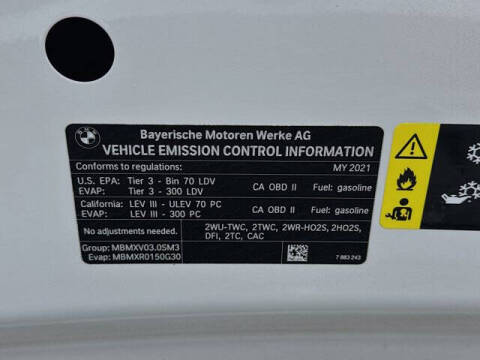 BMW
Bayerische Motoren Werke AG
VEHICLE EMISSION CONTROL INFORMATION
Conforms to regulations: MY 2021
U.S. EPA: Tier 3 - Bin 70 LDV
EVAP: Tier 3 - 300 LDV
CA OBD II Fuel: gasoline
California: LEV III - ULEV 70 PC
EVAP: LEV III - 300 PC
CA OBD II Fuel: gasoline
No adjustments needed.
2WU-TWC, 2TWC, 2WR-HO2S, 2HO2S,
DFI, 2TC, CAC
Group: MBMXV03.0SM3
Evap: MBMXR0150G30
7 883 243